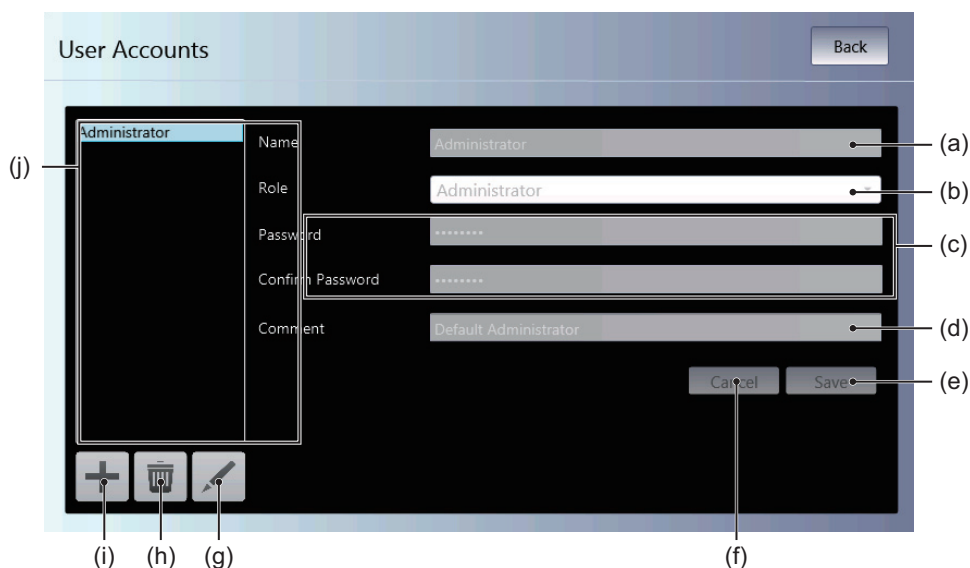 User Accounts
Back
Administrator
Name
Administrator
(a)
(j)
Role
Administrator
(b)
Password
••••••••
(c)
Confirm Password
••••••••
Comment
Default Administrator
(d)
Cancel
Save
(e)
(i)
(h)
(g)
(f)